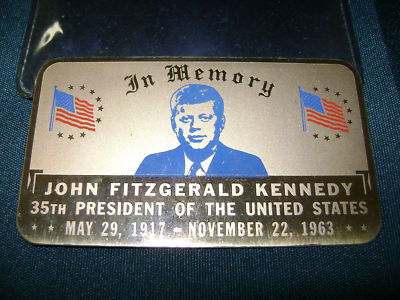 In Memory
JOHN FITZGERALD KENNEDY
35TH PRESIDENT OF THE UNITED STATES
MAY 29, 1917 ~ NOVEMBER 22, 1963